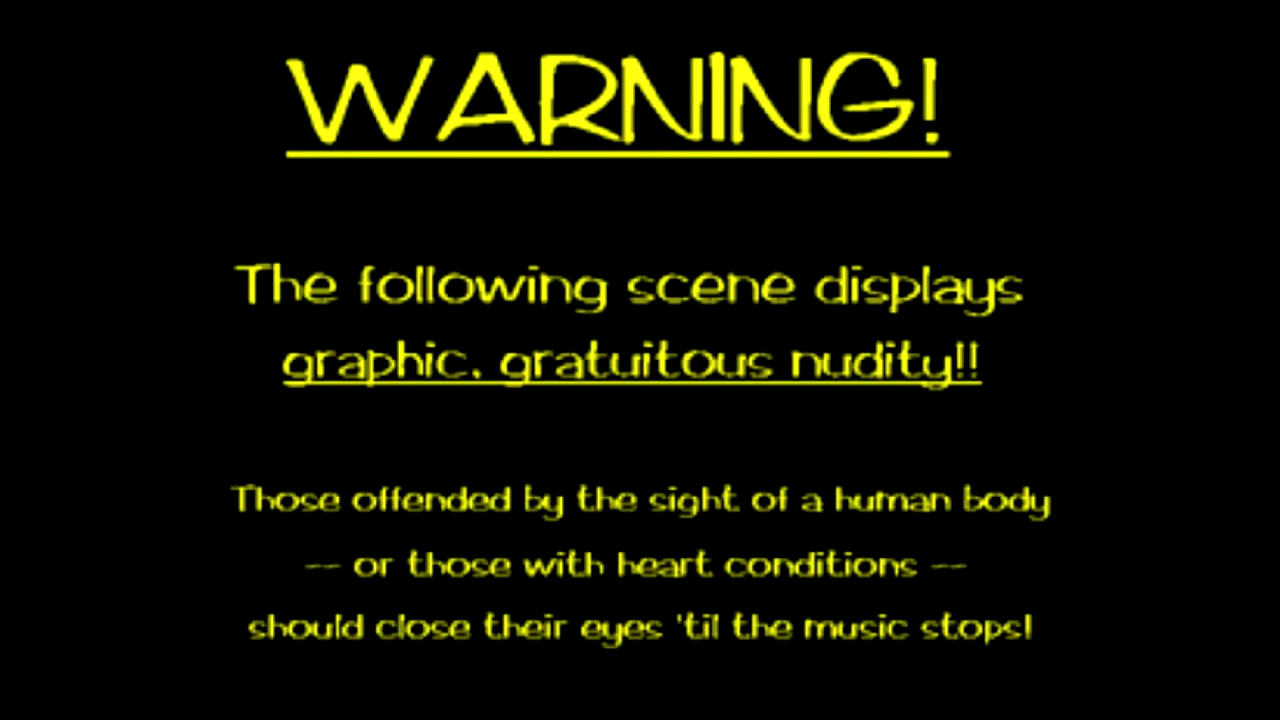 WARNING!
The following scene displays
graphic, gratuitous nudity!!
Those offended by the sight of a human body
-- or those with heart conditions --
should close their eyes 'til the music stops!